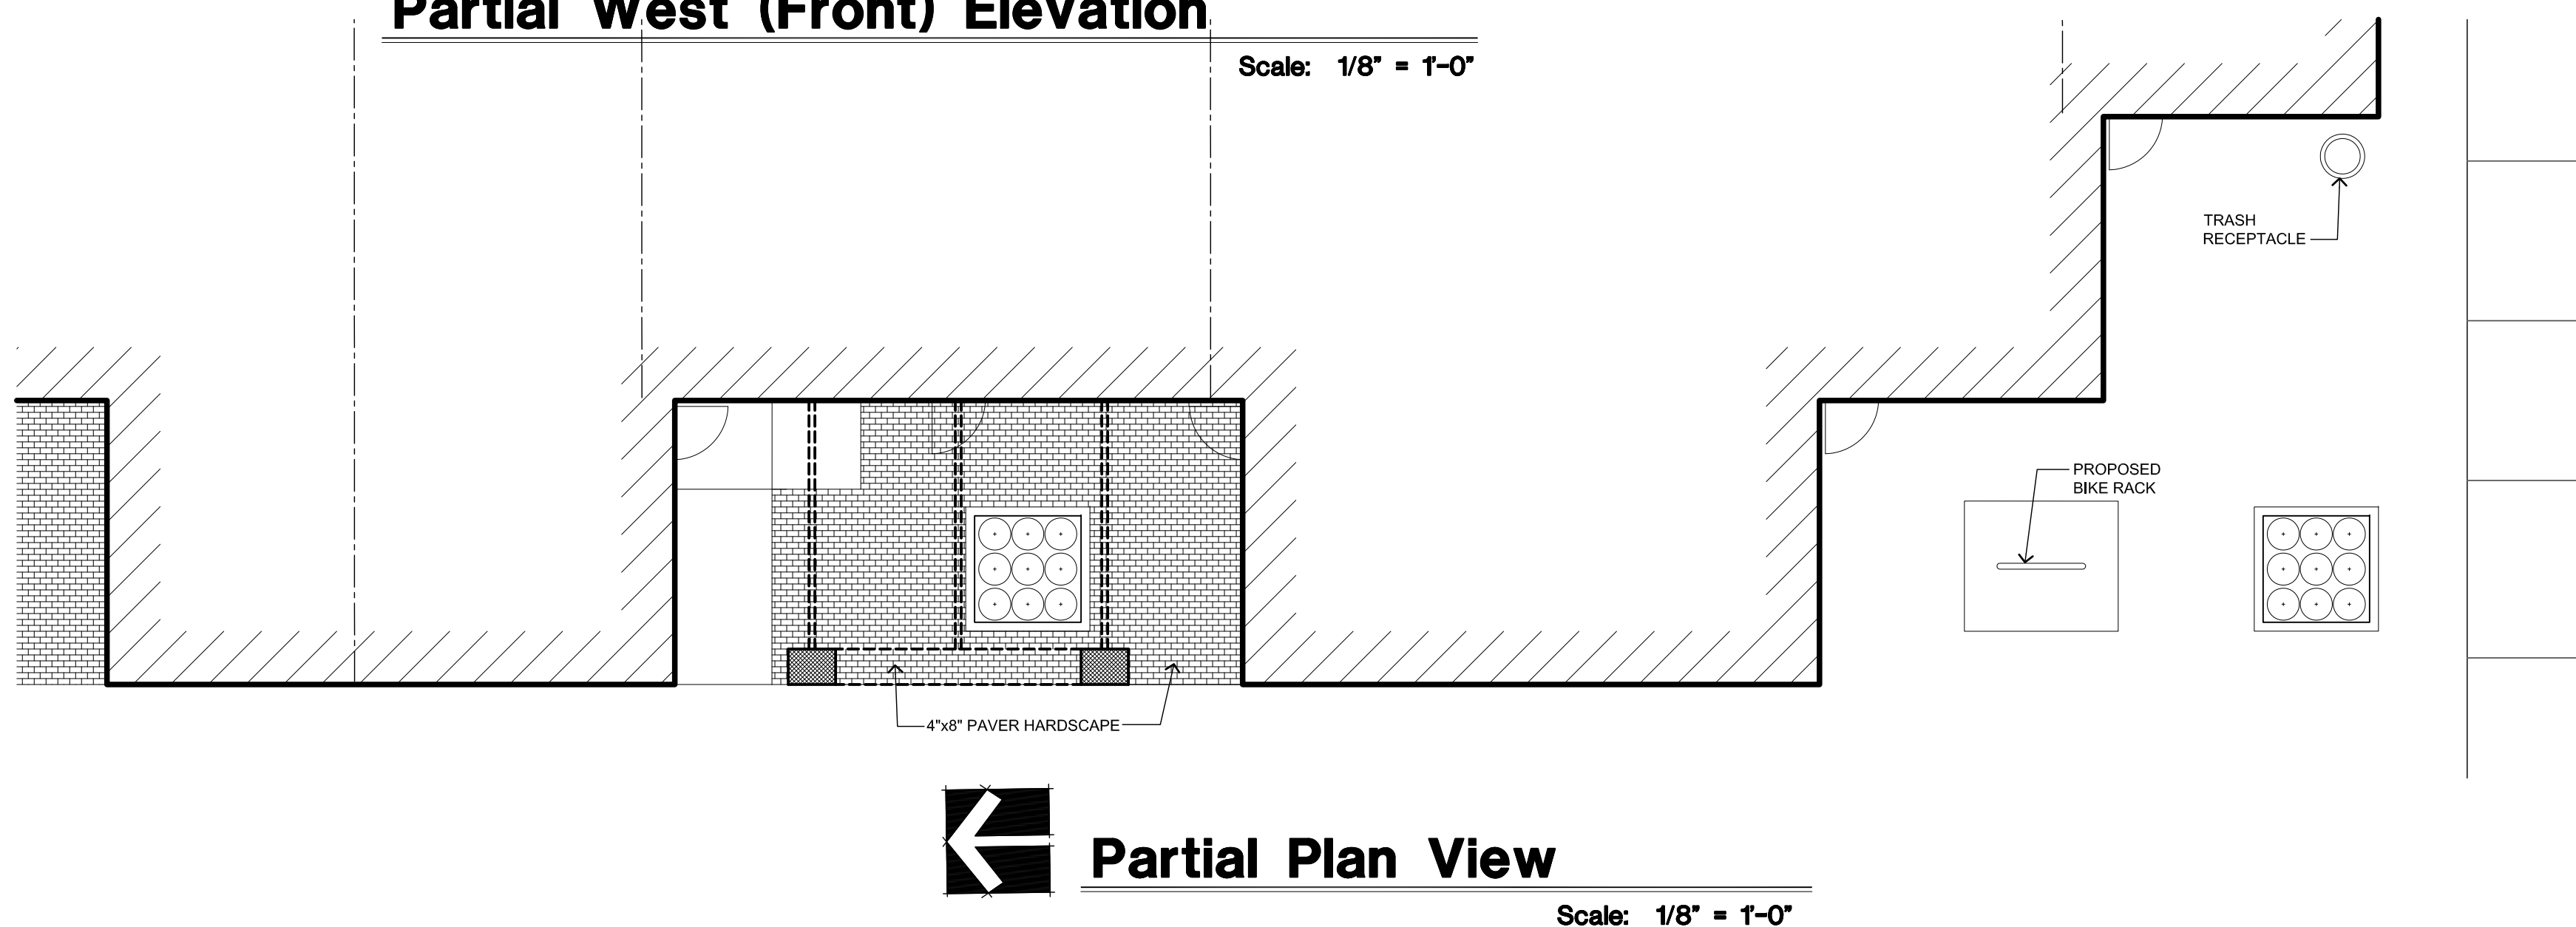 Partial West (Front) Elevation
Scale: 1/8" = 1'-0"
TRASH
RECEPTACLE
PROPOSED
BIKE RACK
4"x8" PAVER HARDSCAPE
Partial Plan View
Scale: 1/8" = 1'-0"